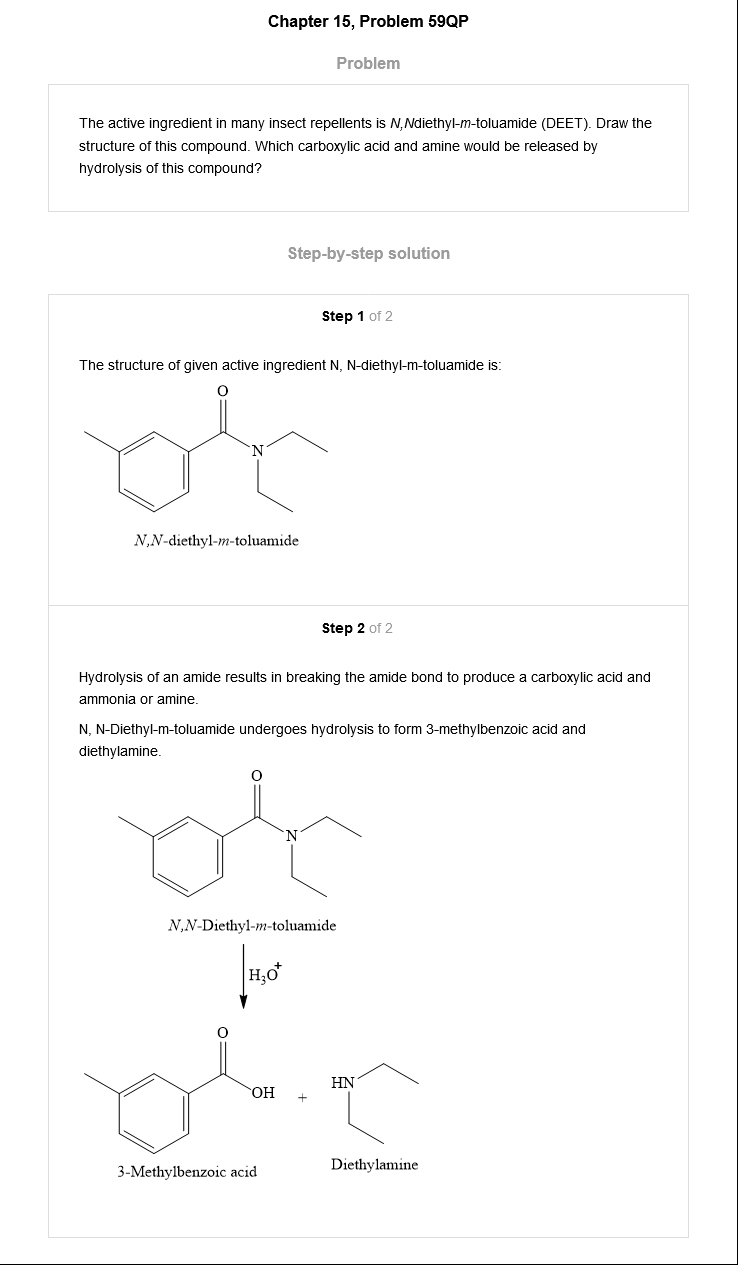 Chapter 15, Problem 59QP
Problem
The active ingredient in many insect repellents is N,Ndiethyl-m-toluamide (DEET). Draw the
structure of this compound. Which carboxylic acid and amine would be released by
hydrolysis of this compound?
Step-by-step solution
Step 1 of 2
The structure of given active ingredient N, N-diethyl-m-toluamide is:
O
N
N,N-diethyl-m-toluamide
Step 2 of 2
Hydrolysis of an amide results in breaking the amide bond to produce a carboxylic acid and
ammonia or amine.
N, N-Diethyl-m-toluamide undergoes hydrolysis to form 3-methylbenzoic acid and
diethylamine.
O
N
N,N-Diethyl-m-toluamide
H₃O⁺
O
OH + HN
3-Methylbenzoic acid Diethylamine